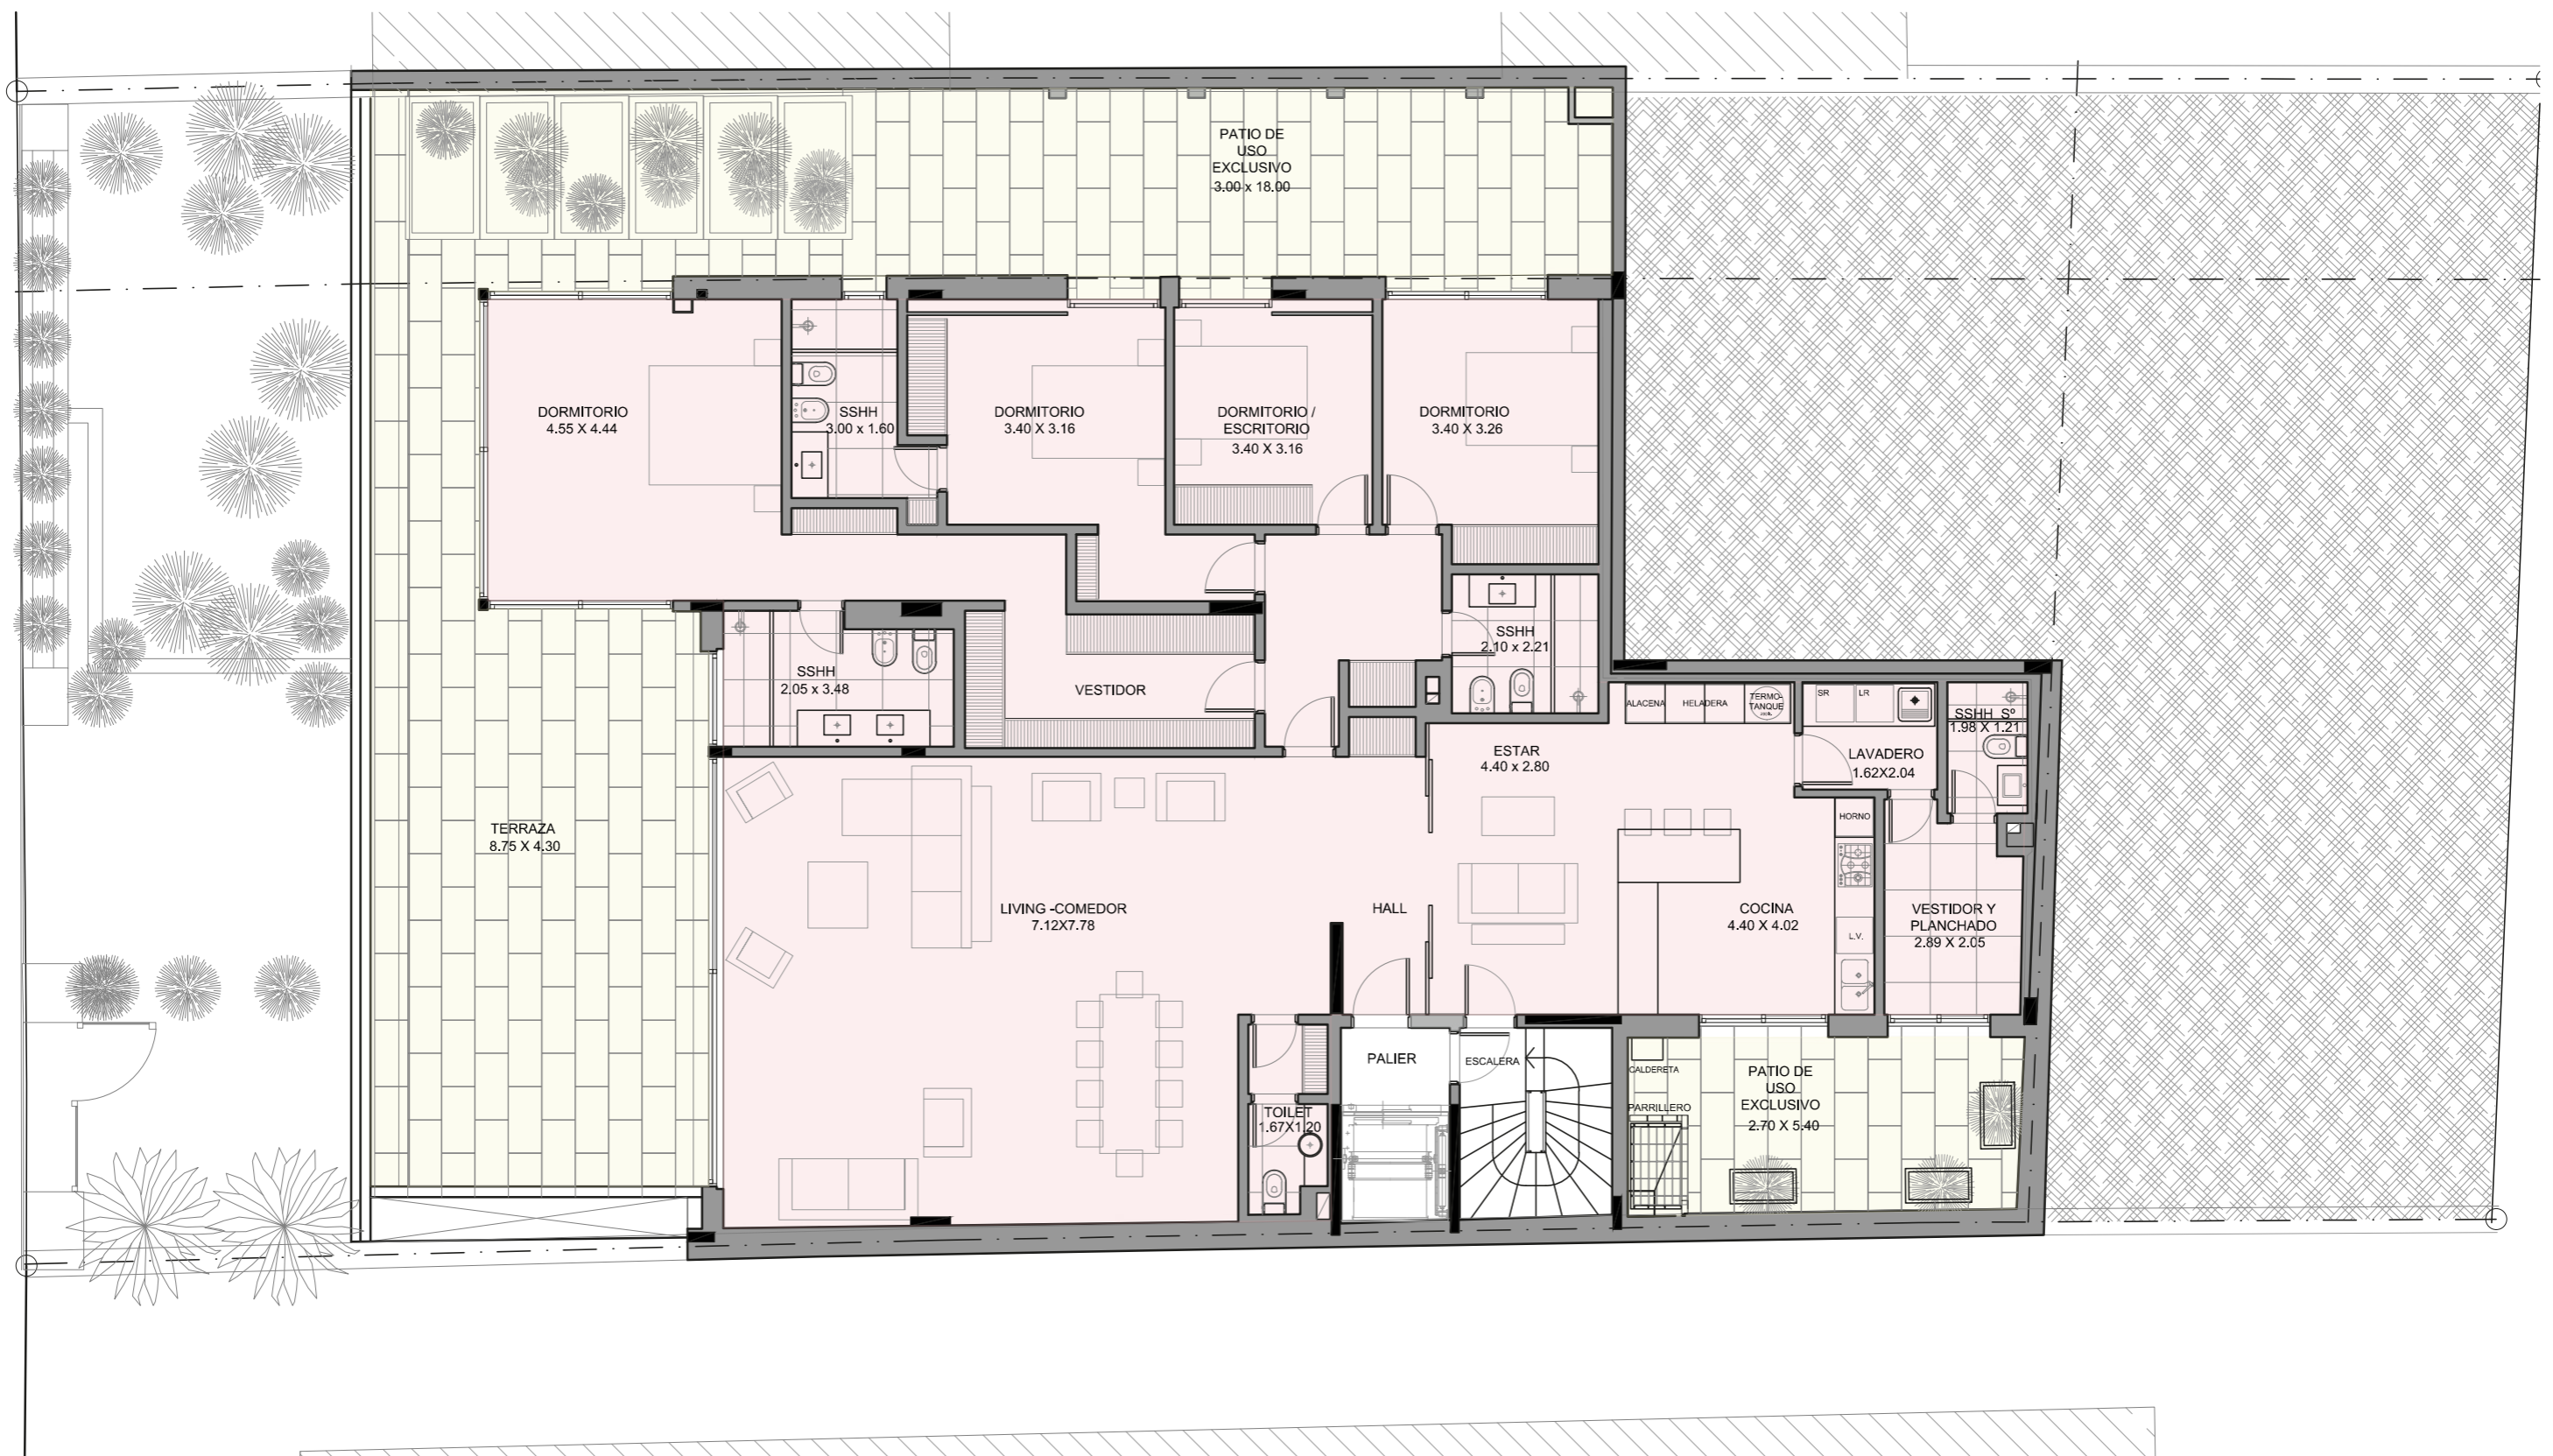 PATIO DE
USO
EXCLUSIVO
3.00 x 18.00
DORMITORIO
4.55 X 4.44
SSHH
3.00 x 1.60
DORMITORIO
3.40 X 3.16
DORMITORIO /
ESCRITORIO
3.40 X 3.16
DORMITORIO
3.40 X 3.26
SSHH
2.05 x 3.48
VESTIDOR
SSHH
2.10 x 2.21
ALACENA
HELADERA
TERMO-
TANQUE
SR
LR
SSHH Sº
1.98 X 1.21
ESTAR
4.40 x 2.80
LAVADERO
1.62X2.04
TERRAZA
8.75 X 4.30
HORNO
LIVING -COMEDOR
7.12X7.78
HALL
COCINA
4.40 X 4.02
L.V.
VESTIDOR Y
PLANCHADO
2.89 X 2.05
PALIER
ESCALERA
CALDERETA
PARRILLERO
PATIO DE
USO
EXCLUSIVO
2.70 X 5.40
TOILET
1.67X1.20